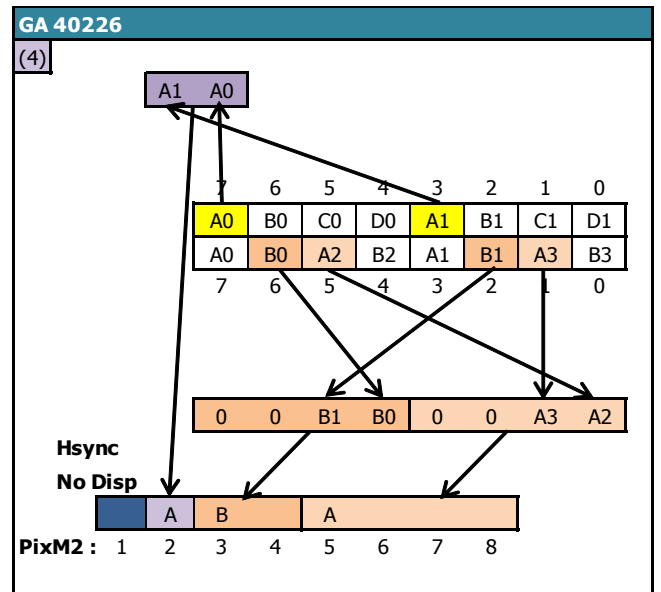 GA 40226
(4)
A1 A0
7 6 5 4 3 2 1 0
A0 B0 C0 D0 A1 B1 C1 D1
A0 B0 A2 B2 A1 B1 A3 B3
7 6 5 4 3 2 1 0
0 0 B1 B0 0 0 A3 A2
Hsync
No Disp
A B A
PixM2 : 1 2 3 4 5 6 7 8